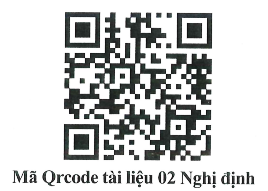 Mã Qrcode tài liệu 02 Nghị định